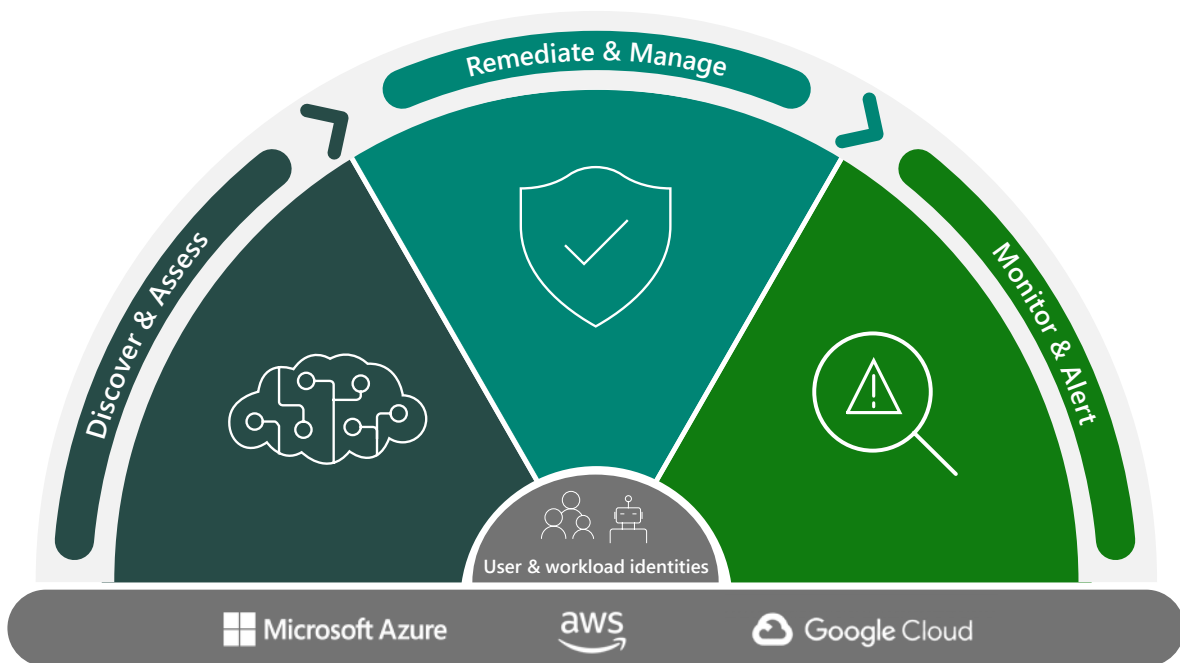 Discover & Assess
Remediate & Manage
Monitor & Alert
User & workload identities
Microsoft Azure
aws
Google Cloud